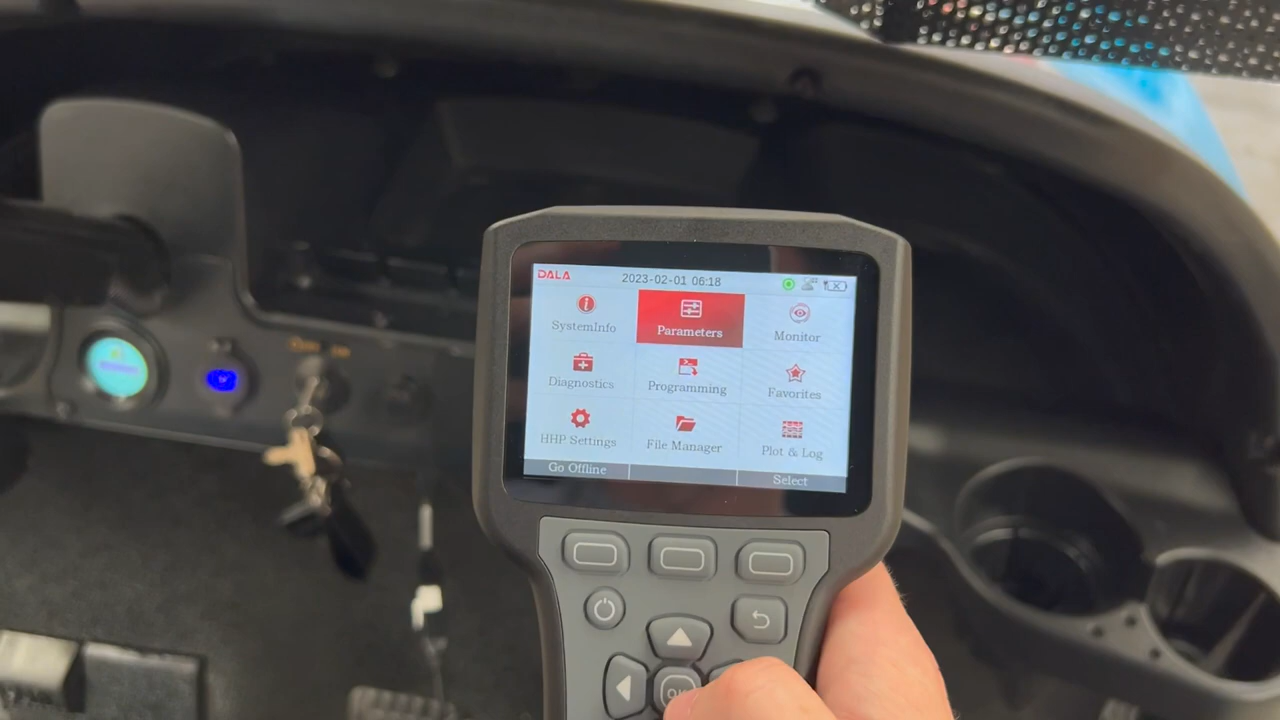 DALA 2023-02-01 06:18
SystemInfo Parameters Monitor
Diagnostics Programming Favorites
HHP Settings File Manager Plot & Log
Go Offline Select